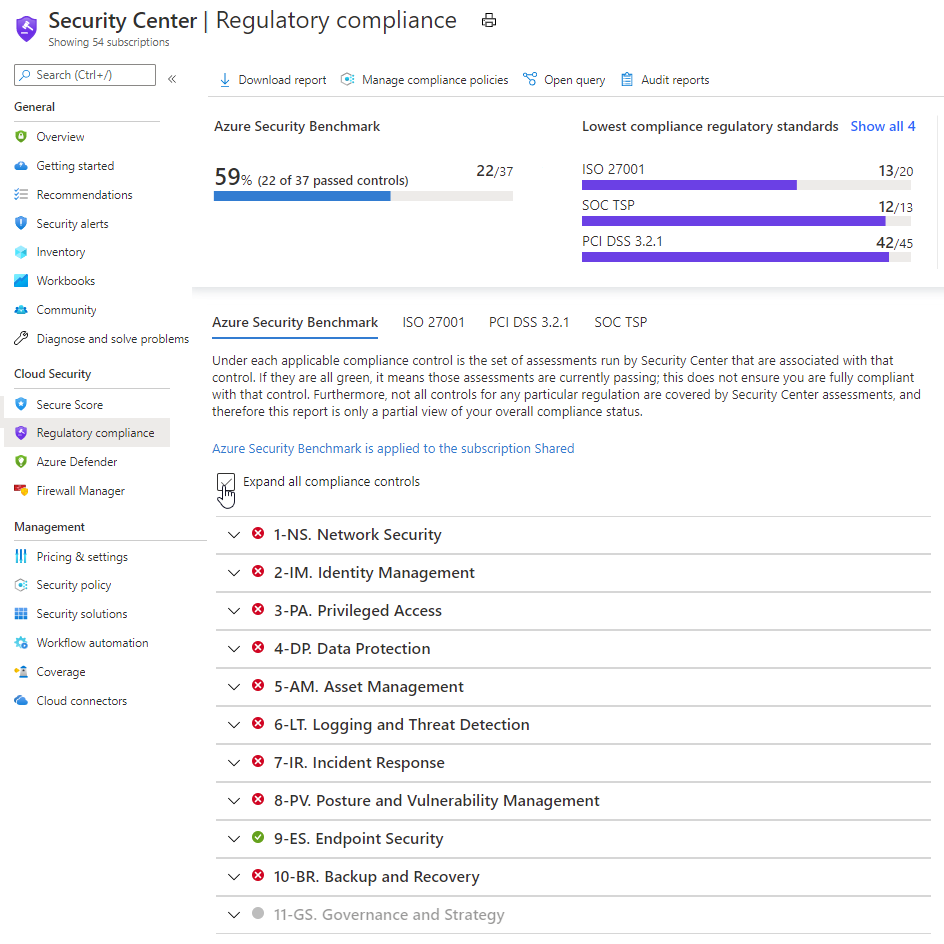 Security Center | Regulatory compliance
Showing 54 subscriptions
Search (Ctrl+/)
«
General
Overview
Getting started
Recommendations
Security alerts
Inventory
Workbooks
Community
Diagnose and solve problems
Cloud Security
Secure Score
Regulatory compliance
Azure Defender
Firewall Manager
Management
Pricing & settings
Security policy
Security solutions
Workflow automation
Coverage
Cloud connectors
Download report
Manage compliance policies
Open query
Audit reports
Azure Security Benchmark
59% (22 of 37 passed controls)
22/37
Lowest compliance regulatory standards
Show all 4
ISO 27001
13/20
SOC TSP
12/13
PCI DSS 3.2.1
42/45
Azure Security Benchmark
ISO 27001
PCI DSS 3.2.1
SOC TSP
Under each applicable compliance control is the set of assessments run by Security Center that are associated with that
control. If they are all green, it means those assessments are currently passing; this does not ensure you are fully compliant
with that control. Furthermore, not all controls for any particular regulation are covered by Security Center assessments, and
therefore this report is only a partial view of your overall compliance status.
Azure Security Benchmark is applied to the subscription Shared
Expand all compliance controls
1-NS. Network Security
2-IM. Identity Management
3-PA. Privileged Access
4-DP. Data Protection
5-AM. Asset Management
6-LT. Logging and Threat Detection
7-IR. Incident Response
8-PV. Posture and Vulnerability Management
9-ES. Endpoint Security
10-BR. Backup and Recovery
11-GS. Governance and Strategy